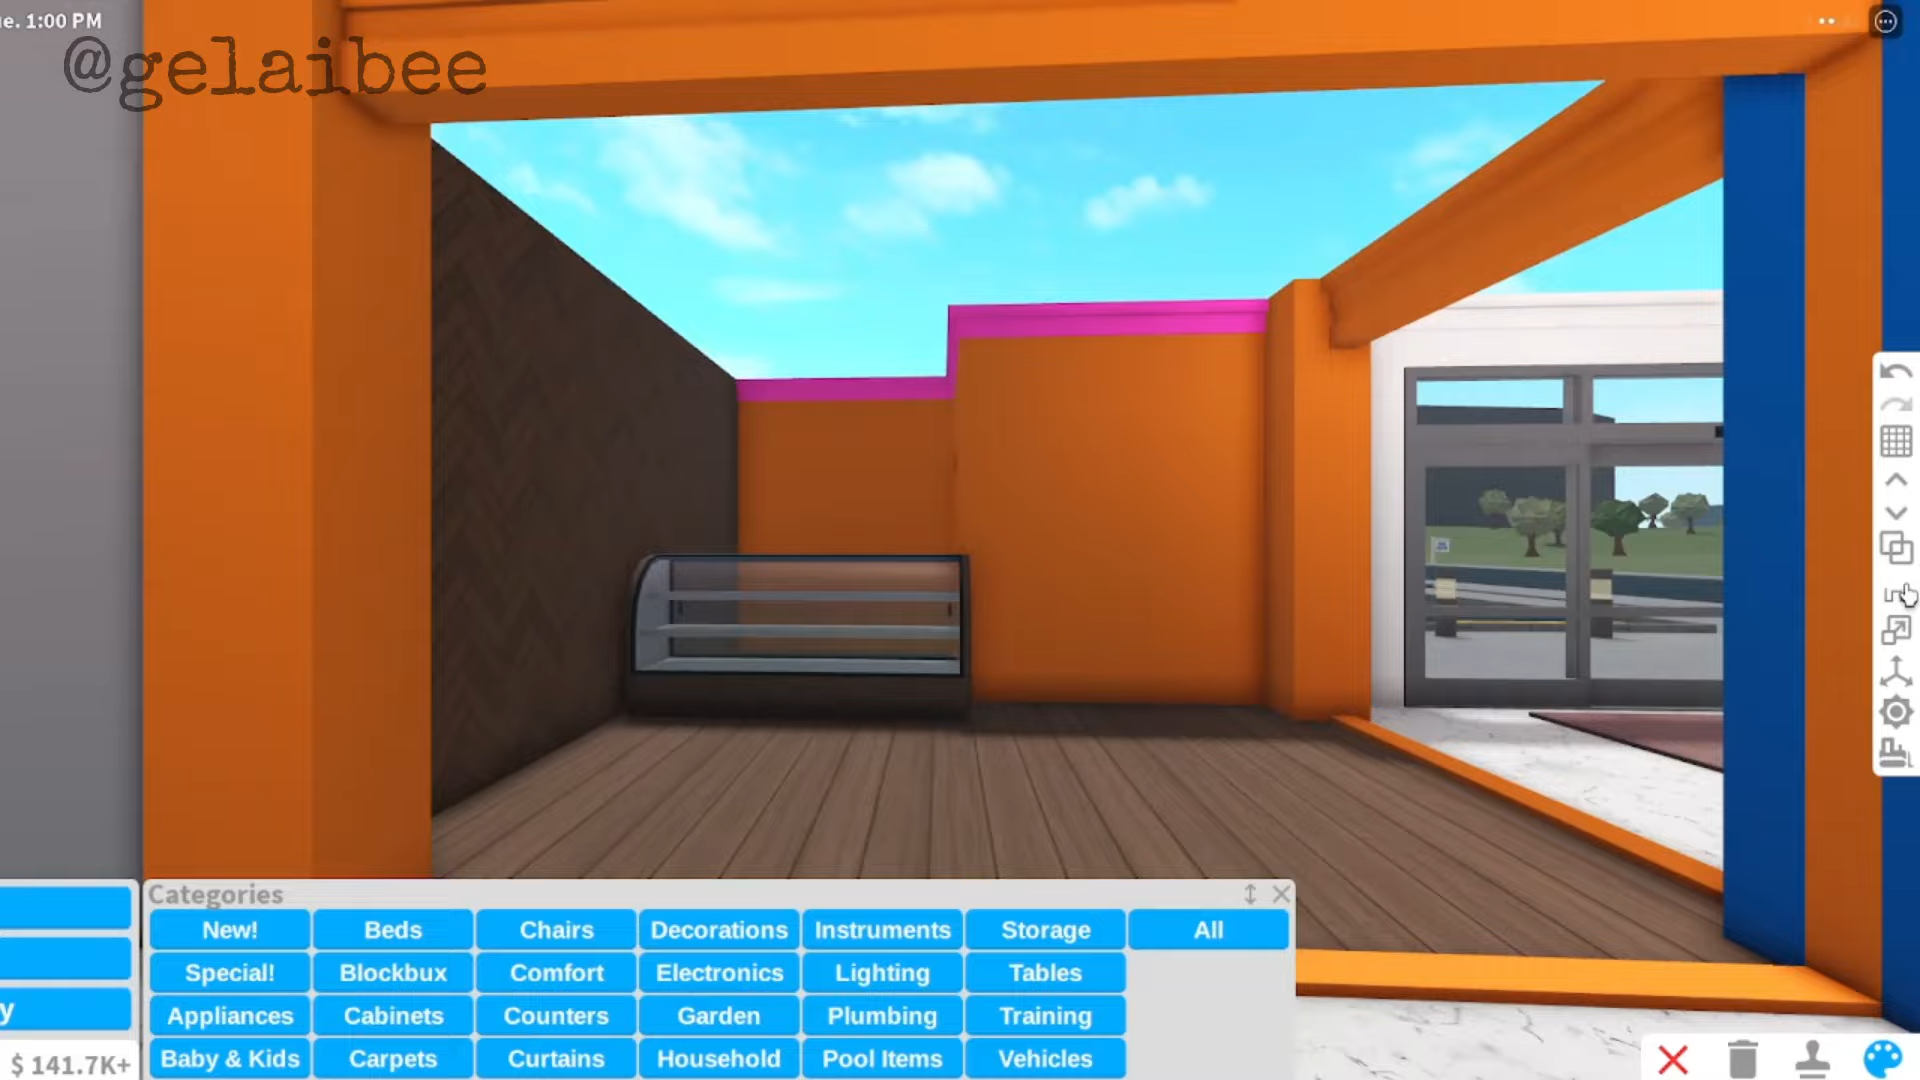 e. 1:00 PM
@gelaibee
Categories
New! Beds Chairs Decorations Instruments Storage All
Special! Blockbux Comfort Electronics Lighting Tables
Appliances Cabinets Counters Garden Plumbing Training
Baby & Kids Carpets Curtains Household Pool Items Vehicles
y
$ 141.7K+